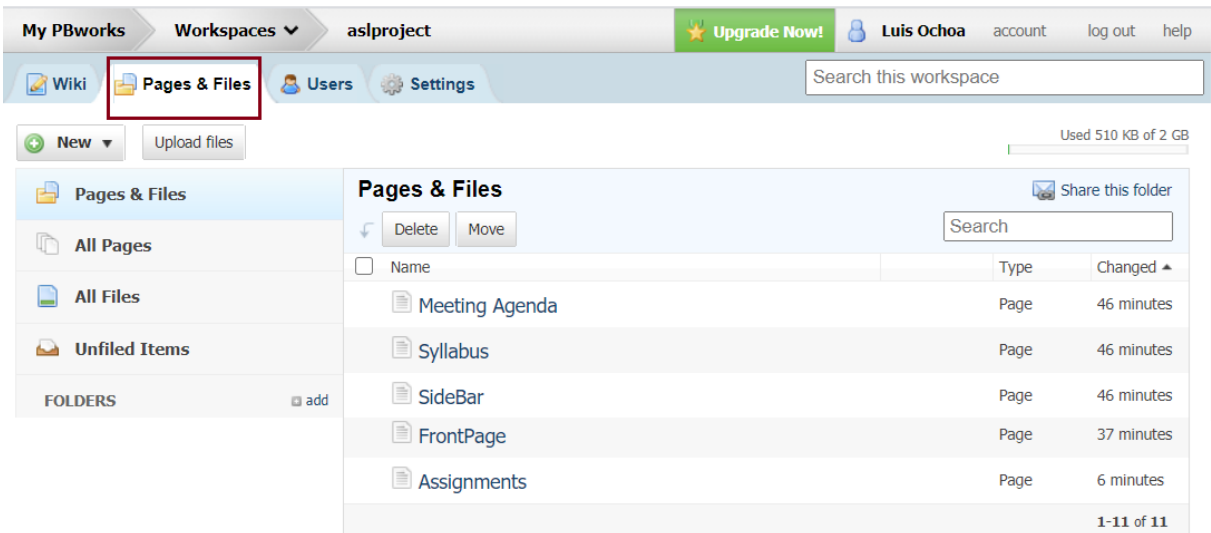 My PBworks Workspaces aslproject Upgrade Now! Luis Ochoa account log out help
Wiki Pages & Files Users Settings Search this workspace
New Upload files Used 510 KB of 2 GB
Pages & Files
All Pages
All Files
Unfiled Items
FOLDERS add
Pages & Files Share this folder
Delete Move Search
Name Type Changed
Meeting Agenda Page 46 minutes
Syllabus Page 46 minutes
SideBar Page 46 minutes
FrontPage Page 37 minutes
Assignments Page 6 minutes
1-11 of 11